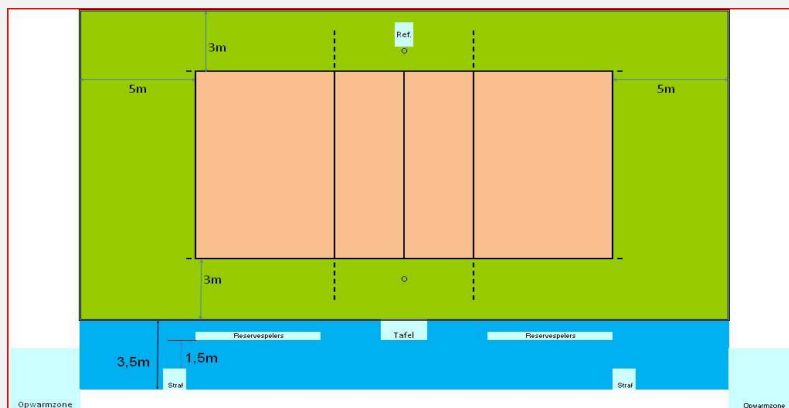 Ref.
3m
5m
5m
3m
Reservespelers
Tafel
Reservespelers
3,5m
1,5m
Straf
Straf
Opwarmzone
Opwarmzone